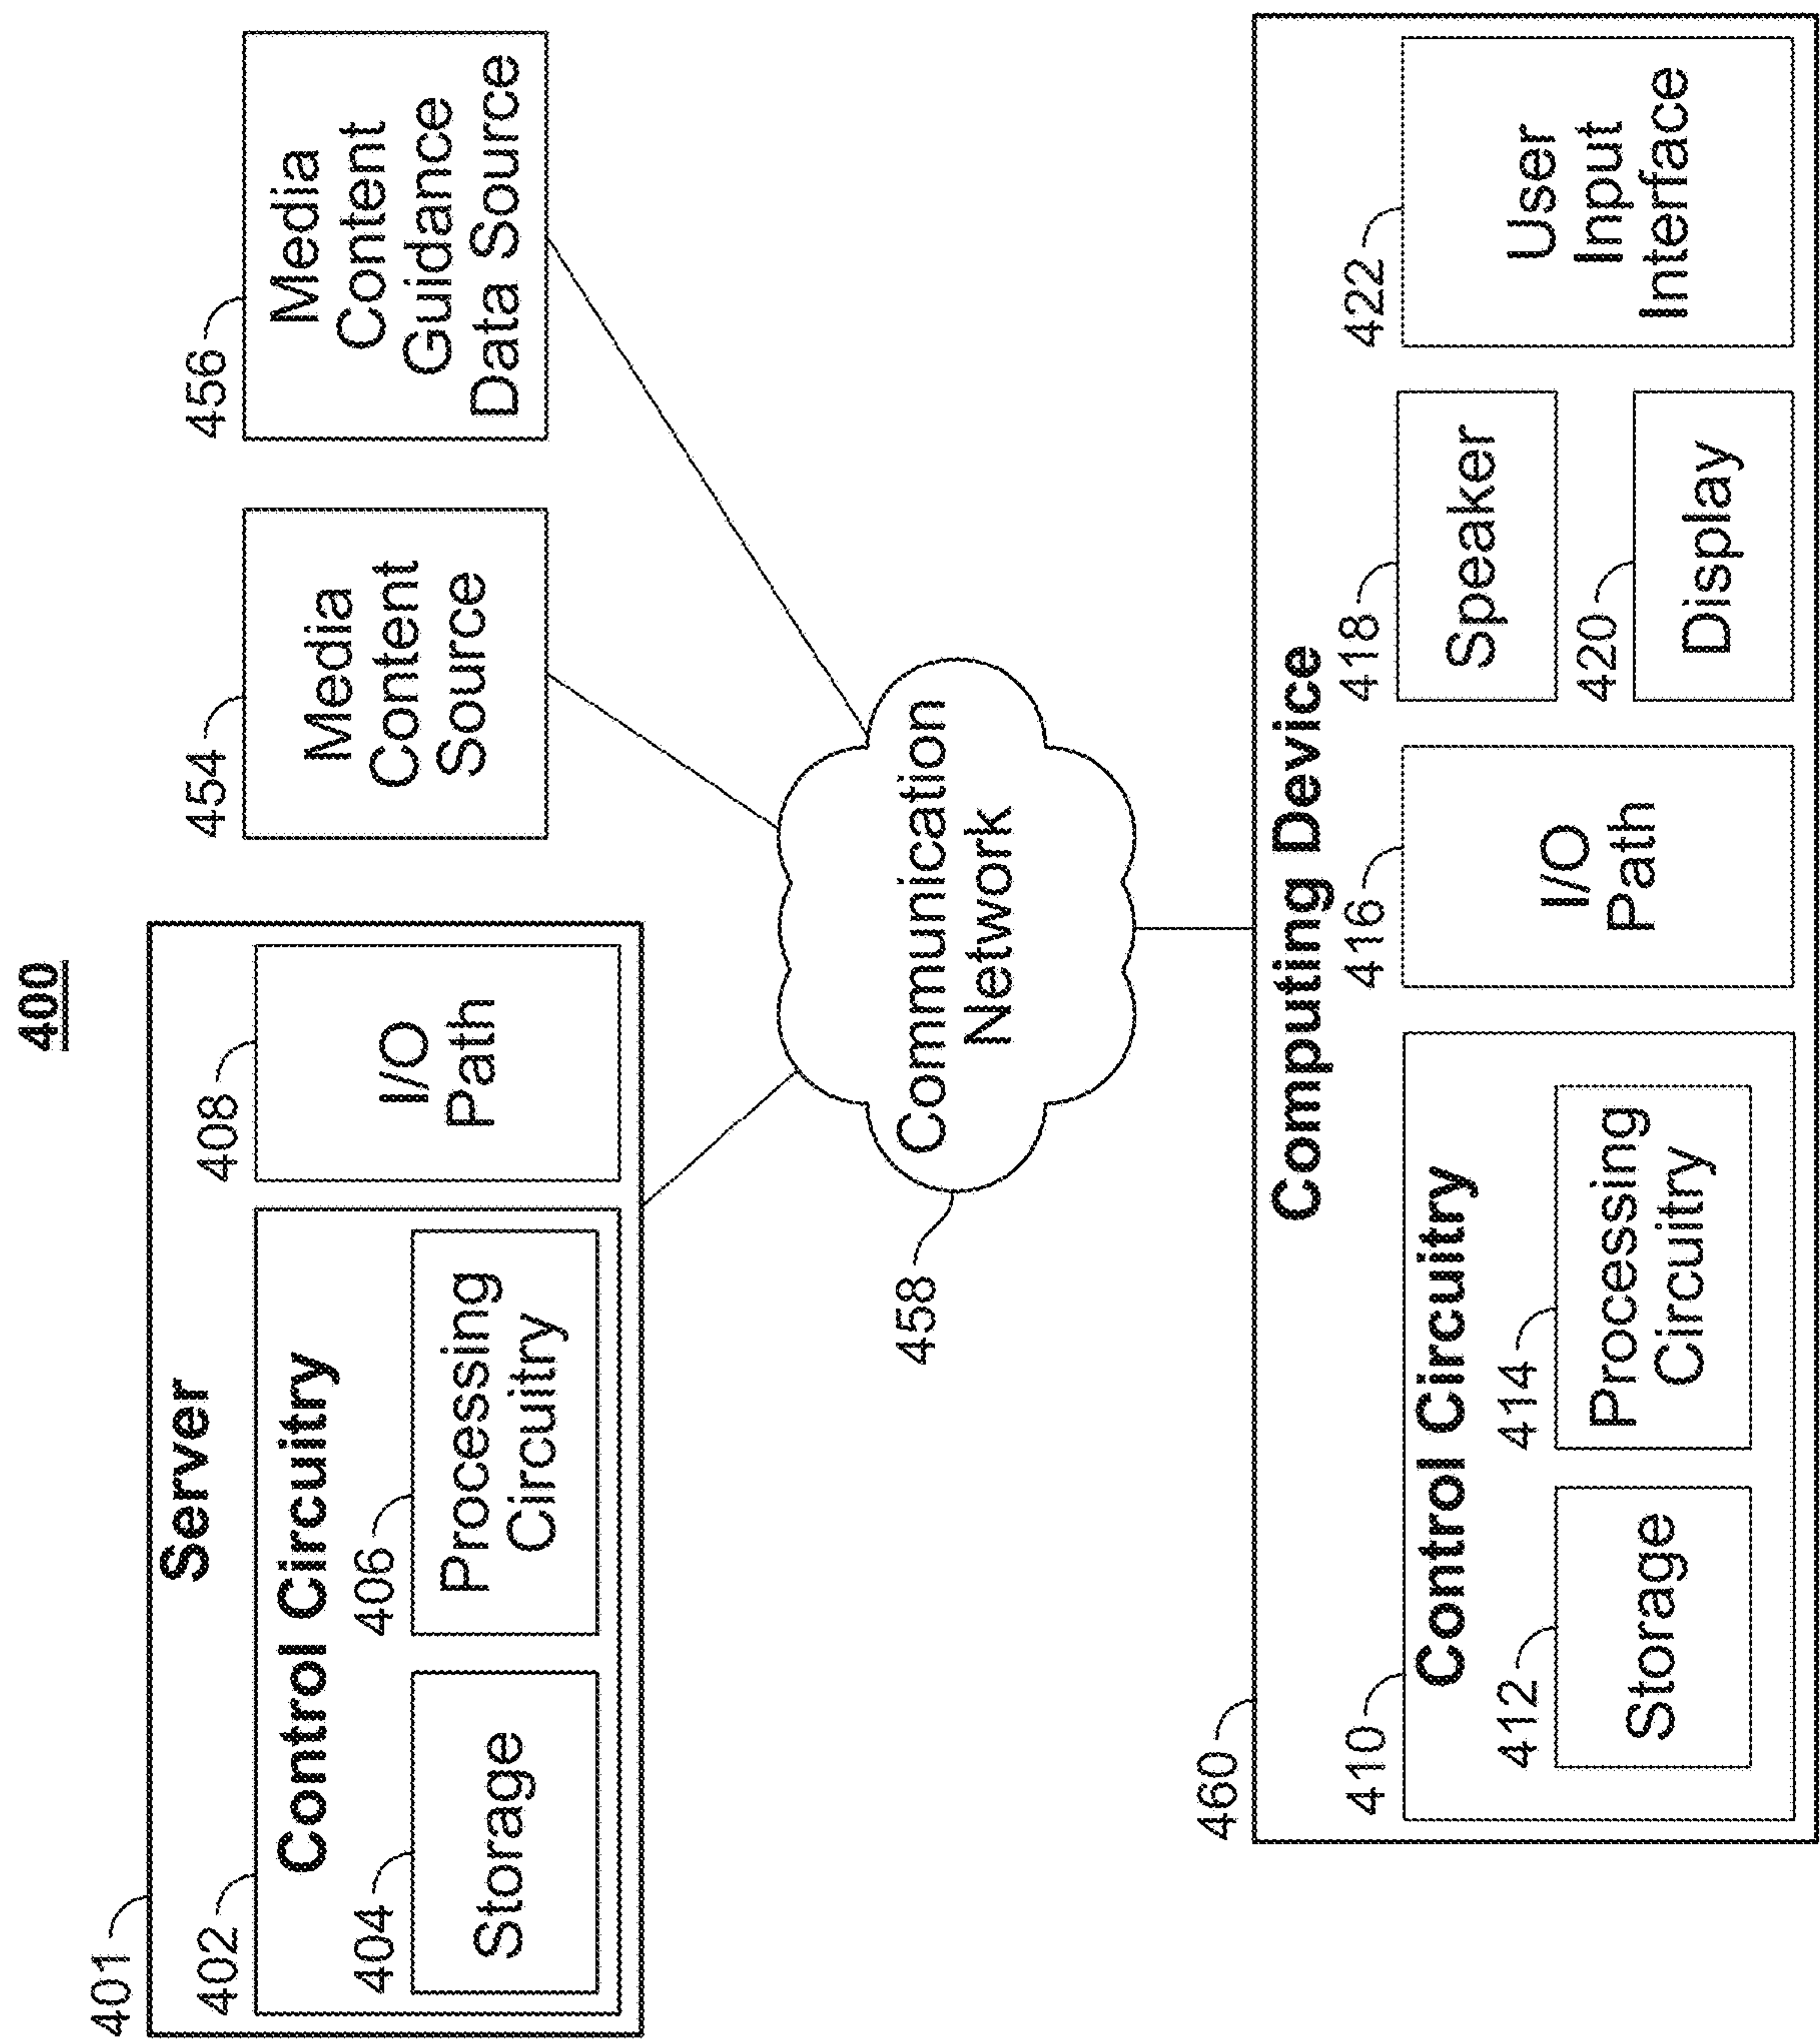 400
401
Server
402
Control Circuitry
404
Storage
406
Processing
Circuitry
408
I/O
Path
454
Media
Content
Source
456
Media
Content
Guidance
Data Source
458
Communication
Network
460
Computing Device
410
Control Circuitry
412
Storage
414
Processing
Circuitry
416
I/O
Path
418
Speaker
420
Display
422
User
Input
Interface